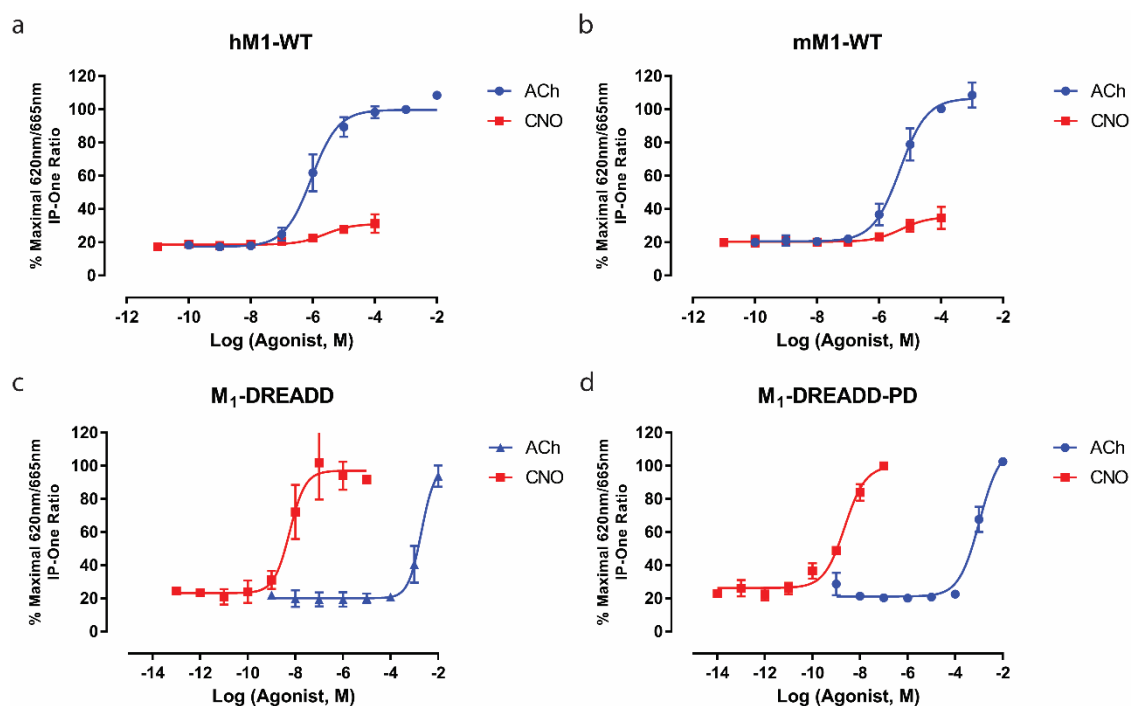 a
hM1-WT
% Maximal 620nm/665nm
IP-One Ratio
120
100
80
60
40
20
0
-12
-10
-8
-6
-4
-2
Log (Agonist, M)
ACh
CNO
b
mM1-WT
% Maximal 620nm/665nm
IP-One Ratio
120
100
80
60
40
20
0
-12
-10
-8
-6
-4
-2
Log (Agonist, M)
ACh
CNO
c
M₁-DREADD
% Maximal 620nm/665nm
IP-One Ratio
120
100
80
60
40
20
0
-14
-12
-10
-8
-6
-4
-2
Log (Agonist, M)
ACh
CNO
d
M₁-DREADD-PD
% Maximal 620nm/665nm
IP-One Ratio
120
100
80
60
40
20
0
-14
-12
-10
-8
-6
-4
-2
Log (Agonist, M)
ACh
CNO